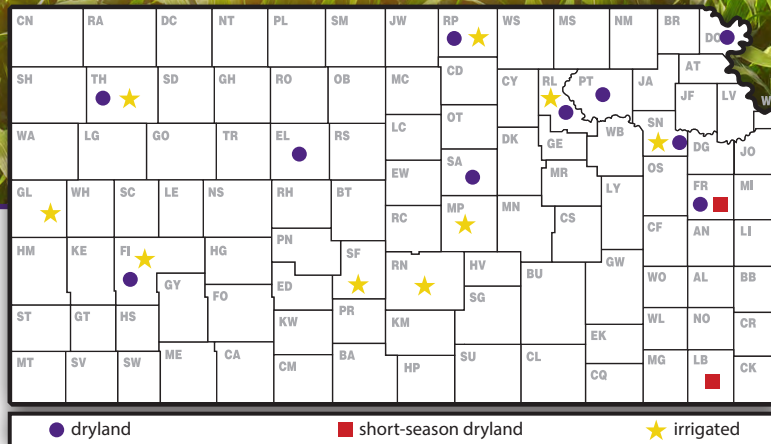 CN RA DC NT PL SM JW RP WS MS NM BR DO
SH TH SD GH RO OB MC CD CY RL PT JA AT
JF LV W
WA LG GO TR EL RS LC OT DK GE WB SN DG JO
GL WH SC LE NS RH BT EW SA MR LY OS FR MI
RC MP MN CS
HM KE FI HG PN SF RN HV BU GW CF AN LI
GY FO ED SG WO AL BB
ST GT HS KW PR KM EK WL NO CR
MT SV SW ME CA CM BA HP SU CL CQ MG LB CK
dryland short-season dryland irrigated